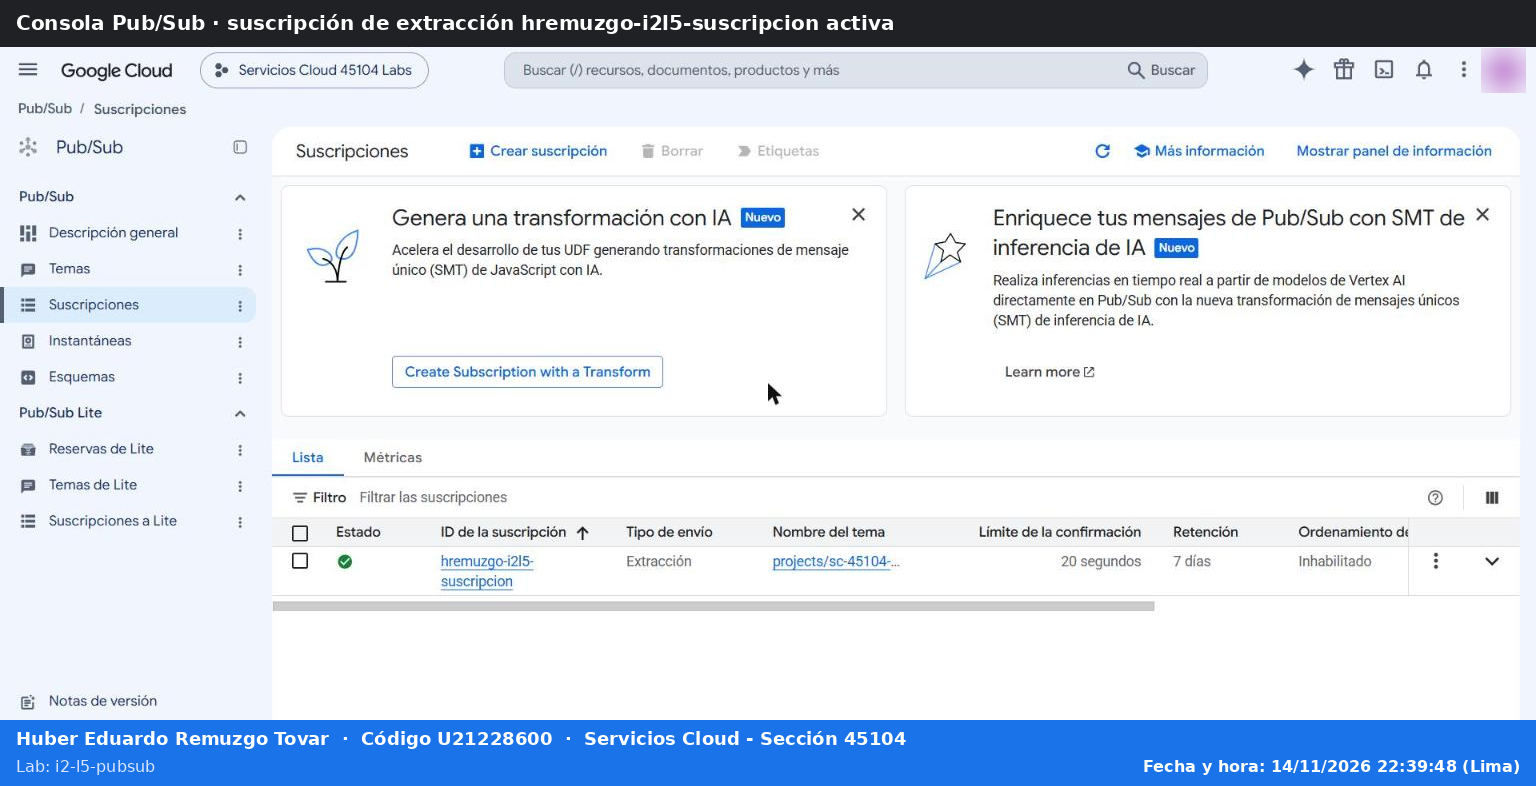 Consola Pub/Sub · suscripción de extracción hremuzgo-i2l5-suscripcion activa
Google Cloud
Servicios Cloud 45104 Labs
Buscar (/) recursos, documentos, productos y más
Buscar
Pub/Sub / Suscripciones
Pub/Sub
Pub/Sub
Descripción general
Temas
Suscripciones
Instantáneas
Esquemas
Pub/Sub Lite
Reservas de Lite
Temas de Lite
Suscripciones a Lite
Notas de versión
Suscripciones
Crear suscripción
Borrar
Etiquetas
Más información
Mostrar panel de información
Genera una transformación con IA Nuevo
Acelera el desarrollo de tus UDF generando transformaciones de mensaje
único (SMT) de JavaScript con IA.
Create Subscription with a Transform
Enriquece tus mensajes de Pub/Sub con SMT de
inferencia de IA Nuevo
Realiza inferencias en tiempo real a partir de modelos de Vertex AI
directamente en Pub/Sub con la nueva transformación de mensajes únicos
(SMT) de inferencia de IA.
Learn more
Lista Métricas
Filtro Filtrar las suscripciones
Estado ID de la suscripción Tipo de envío Nombre del tema Límite de la confirmación Retención Ordenamiento de
hremuzgo-i2l5- Extracción projects/sc-45104-... 20 segundos 7 días Inhabilitado
suscripcion
Huber Eduardo Remuzgo Tovar · Código U21228600 · Servicios Cloud - Sección 45104
Lab: i2-l5-pubsub
Fecha y hora: 14/11/2026 22:39:48 (Lima)